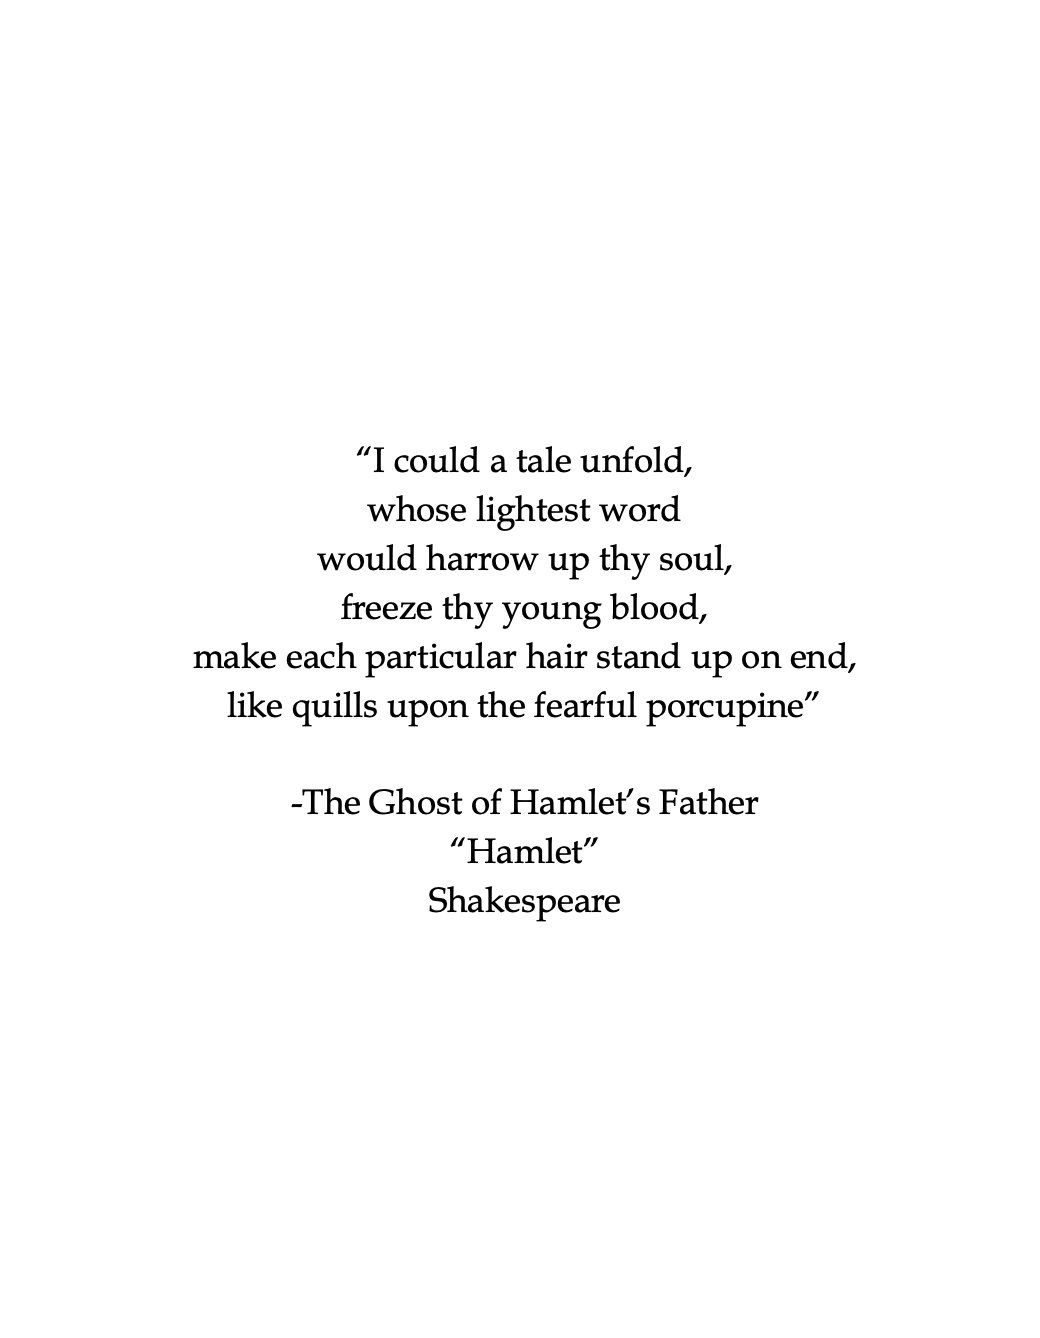 “I could a tale unfold,
whose lightest word
would harrow up thy soul,
freeze thy young blood,
make each particular hair stand up on end,
like quills upon the fearful porcupine”
-The Ghost of Hamlet’s Father
“Hamlet”
Shakespeare